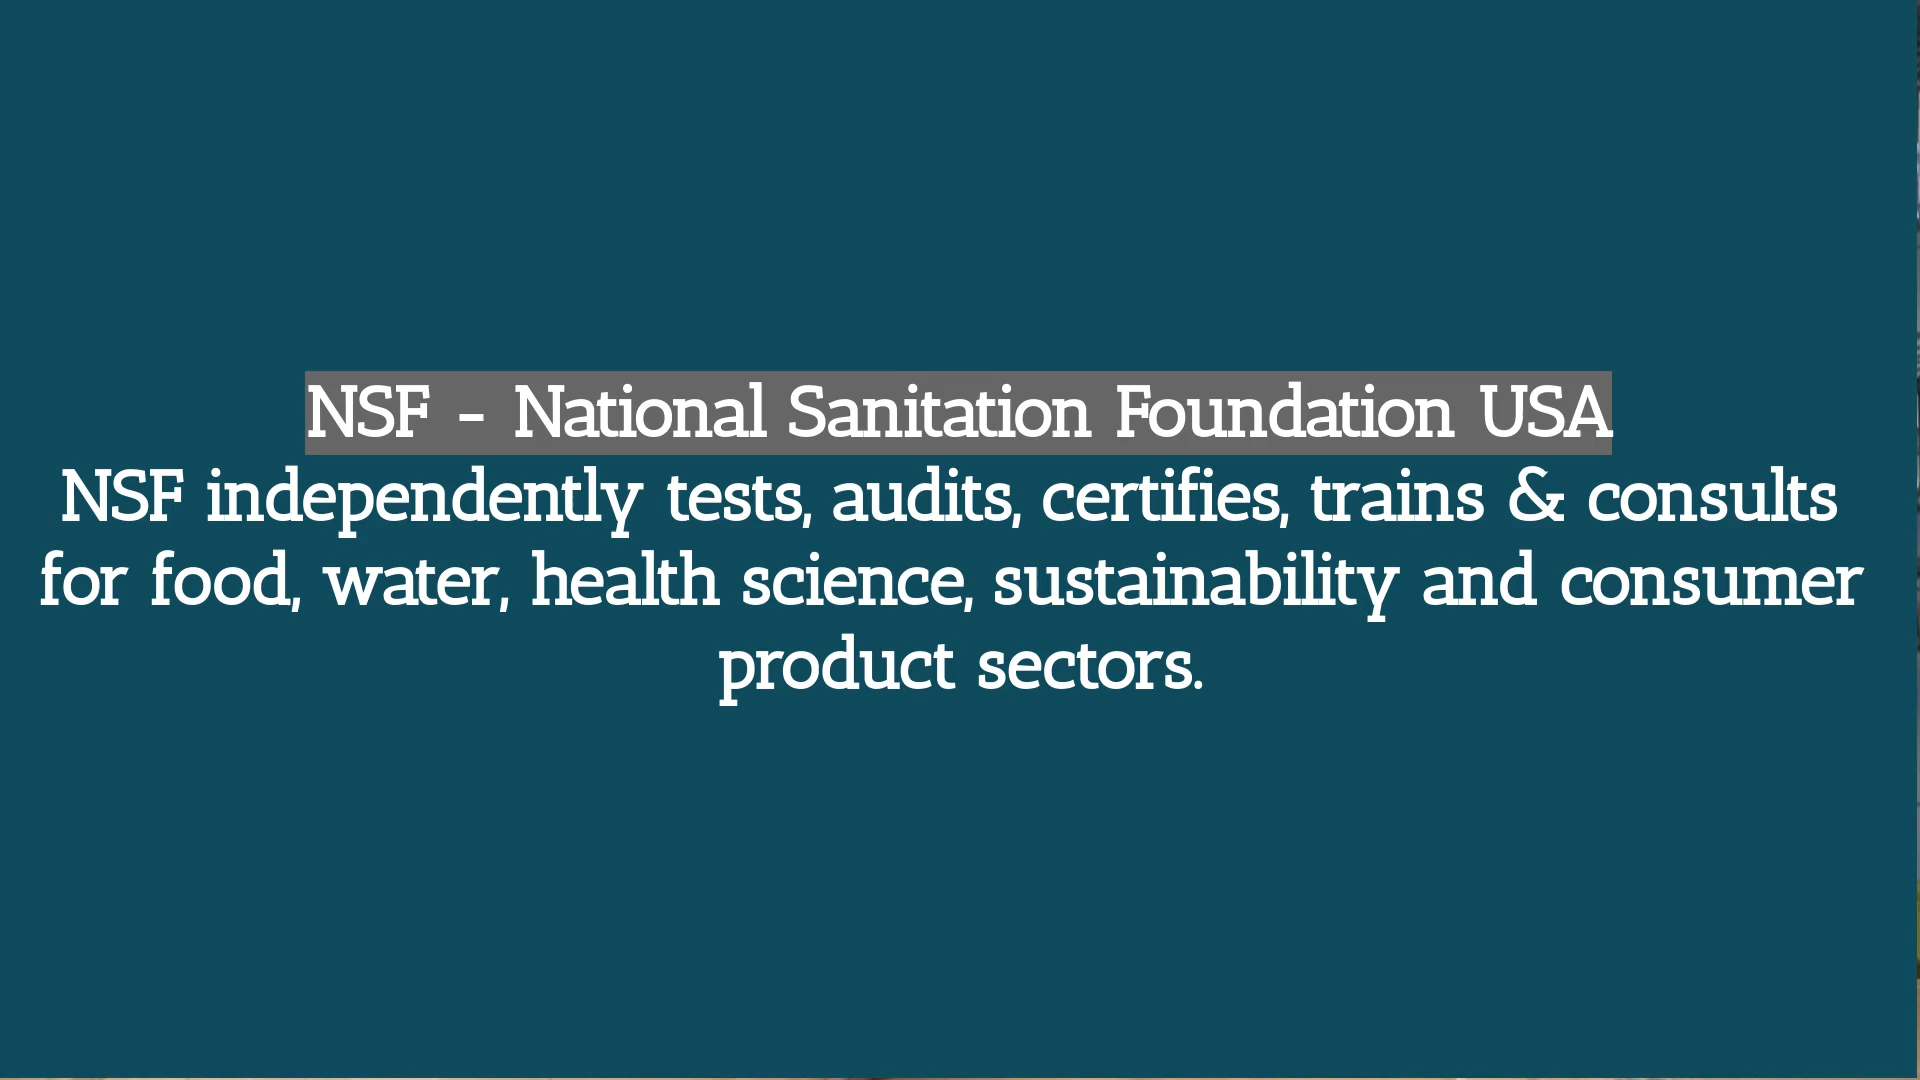 NSF - National Sanitation Foundation USA
NSF independently tests, audits, certifies, trains & consults
for food, water, health science, sustainability and consumer
product sectors.